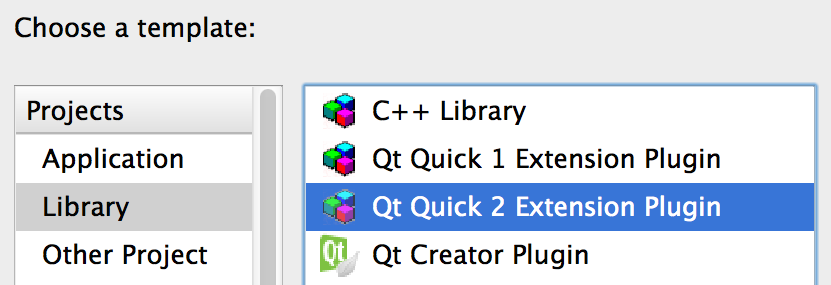 Choose a template:
Projects
Application
Library
Other Project
C++ Library
Qt Quick 1 Extension Plugin
Qt Quick 2 Extension Plugin
Qt
Qt Creator Plugin